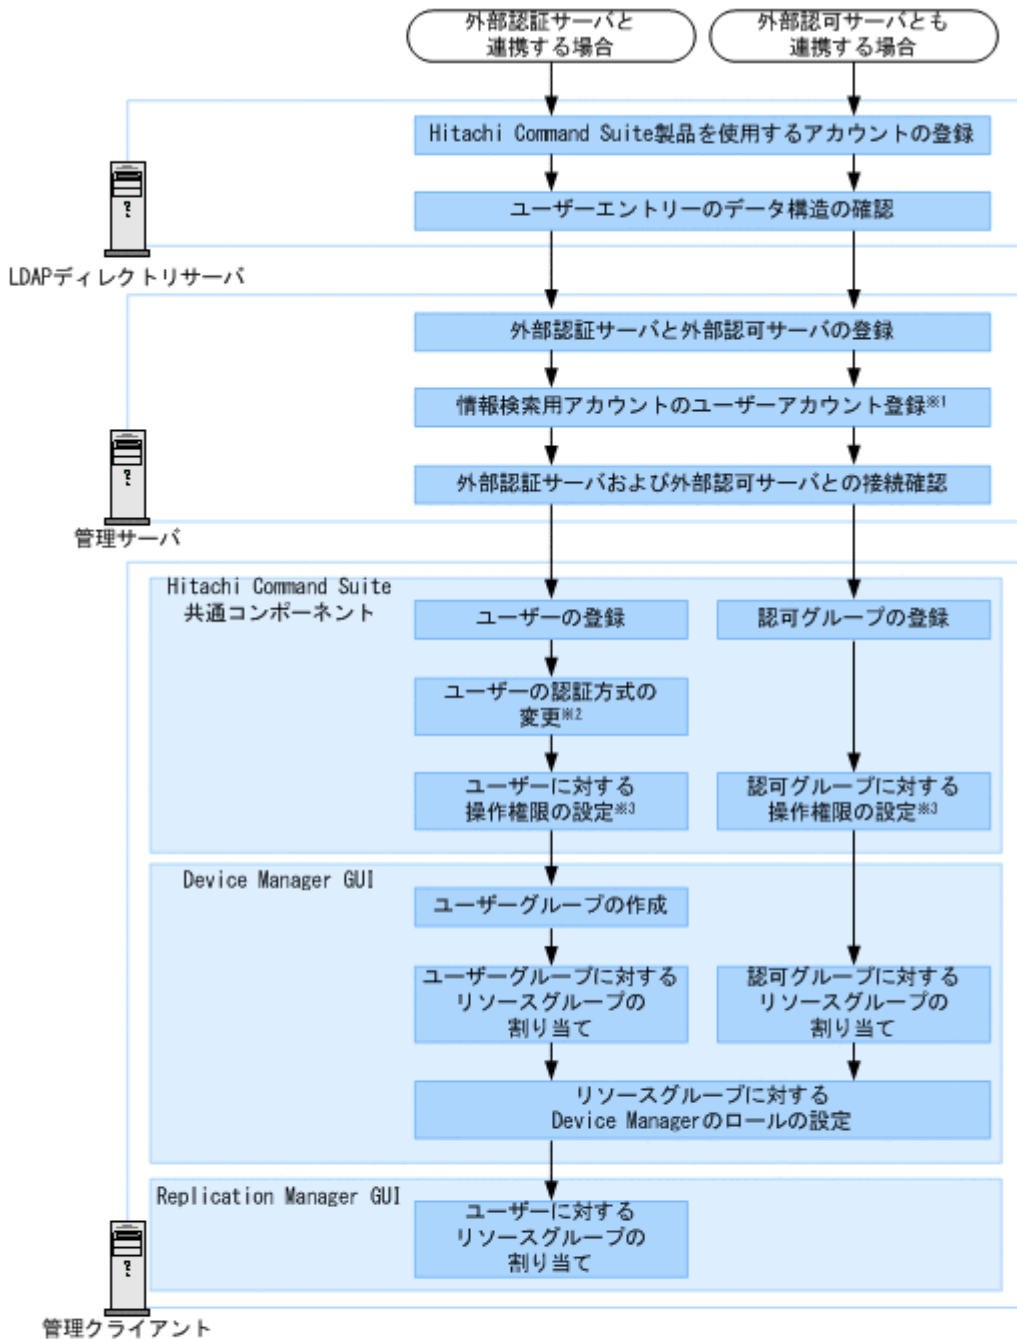 外部認証サーバと
連携する場合
外部認可サーバとも
連携する場合
Hitachi Command Suite製品を使用するアカウントの登録
ユーザーエントリーのデータ構造の確認
LDAPディレクトリサーバ
外部認証サーバと外部認可サーバの登録
情報検索用アカウントのユーザーアカウント登録※1
外部認証サーバおよび外部認可サーバとの接続確認
管理サーバ
Hitachi Command Suite
共通コンポーネント
ユーザーの登録
認可グループの登録
ユーザーの認証方式の
変更※2
ユーザーに対する
操作権限の設定※3
認可グループに対する
操作権限の設定※3
Device Manager GUI
ユーザーグループの作成
ユーザーグループに対する
リソースグループの
割り当て
認可グループに対する
リソースグループの
割り当て
リソースグループに対する
Device Managerのロールの設定
Replication Manager GUI
ユーザーに対する
リソースグループの
割り当て
管理クライアント